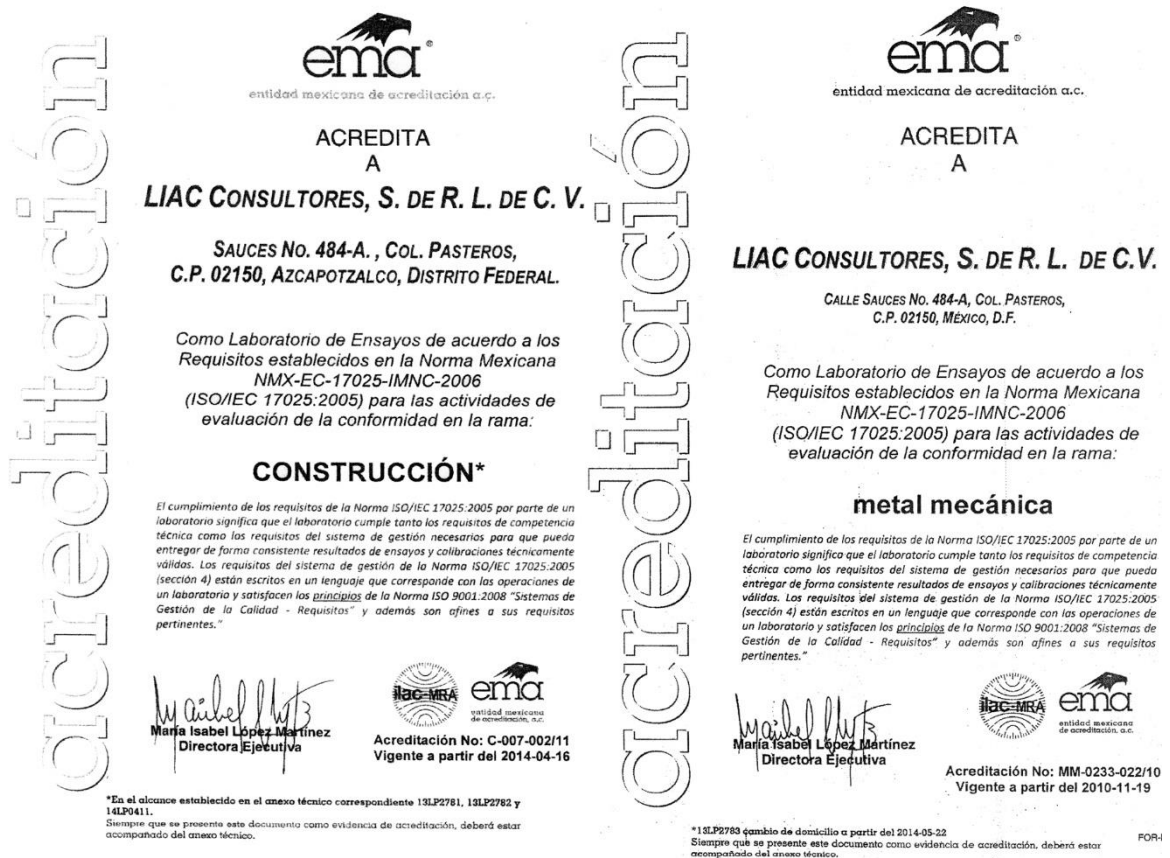 acreditación
ema®
entidad mexicana de acreditación a.c.
ACREDITA
A
LIAC CONSULTORES, S. DE R. L. DE C. V.
SAUCES NO. 484-A. , COL. PASTEROS,
C.P. 02150, AZCAPOTZALCO, DISTRITO FEDERAL.
Como Laboratorio de Ensayos de acuerdo a los
Requisitos establecidos en la Norma Mexicana
NMX-EC-17025-IMNC-2006
(ISO/IEC 17025:2005) para las actividades de
evaluación de la conformidad en la rama:
CONSTRUCCIÓN*
El cumplimiento de los requisitos de la Norma ISO/IEC 17025:2005 por parte de un
laboratorio significa que el laboratorio cumple tanto los requisitos de competencia
técnica como los requisitos del sistema de gestión necesarios para que pueda
entregar de forma consistente resultados de ensayos y calibraciones técnicamente
válidas. Los requisitos del sistema de gestión de la Norma ISO/IEC 17025:2005
(sección 4) están escritos en un lenguaje que corresponde con las operaciones de
un laboratorio y satisfacen los principios de la Norma ISO 9001:2008 "Sistemas de
Gestión de la Calidad - Requisitos" y además son afines a sus requisitos
pertinentes."
María Isabel López Martínez
Directora Ejecutiva
ilac-MRA
ema
entidad mexicana
de acreditación, a.c.
Acreditación No: C-007-002/11
Vigente a partir del 2014-04-16
*En el alcance establecido en el anexo técnico correspondiente 13LP2781, 13LP2782 y
14LP0411.
Siempre que se presente este documento como evidencia de acreditación, deberá estar
acompañado del anexo técnico.
acreditación
ema®
entidad mexicana de acreditación a.c.
ACREDITA
A
LIAC CONSULTORES, S. DE R. L. DE C.V.
CALLE SAUCES NO. 484-A, COL. PASTEROS,
C.P. 02150, MÉXICO, D.F.
Como Laboratorio de Ensayos de acuerdo a los
Requisitos establecidos en la Norma Mexicana
NMX-EC-17025-IMNC-2006
(ISO/IEC 17025:2005) para las actividades de
evaluación de la conformidad en la rama:
metal mecánica
El cumplimiento de los requisitos de la Norma ISO/IEC 17025:2005 por parte de un
laboratorio significa que el laboratorio cumple tanto los requisitos de competencia
técnica como los requisitos del sistema de gestión necesarios para que pueda
entregar de forma consistente resultados de ensayos y calibraciones técnicamente
válidas. Los requisitos del sistema de gestión de la Norma ISO/IEC 17025:2005
(sección 4) están escritos en un lenguaje que corresponde con las operaciones de
un laboratorio y satisfacen los principios de la Norma ISO 9001:2008 "Sistemas de
Gestión de la Calidad - Requisitos" y además son afines a sus requisitos
pertinentes."
María Isabel López Martínez
Directora Ejecutiva
ilac-MRA
ema
entidad mexicana
de acreditación, a.c.
Acreditación No: MM-0233-022/10
Vigente a partir del 2010-11-19
*13LP2783 cambio de domicilio a partir del 2014-05-22
Siempre que se presente este documento como evidencia de acreditación, deberá estar
acompañado del anexo técnico.
FOR-